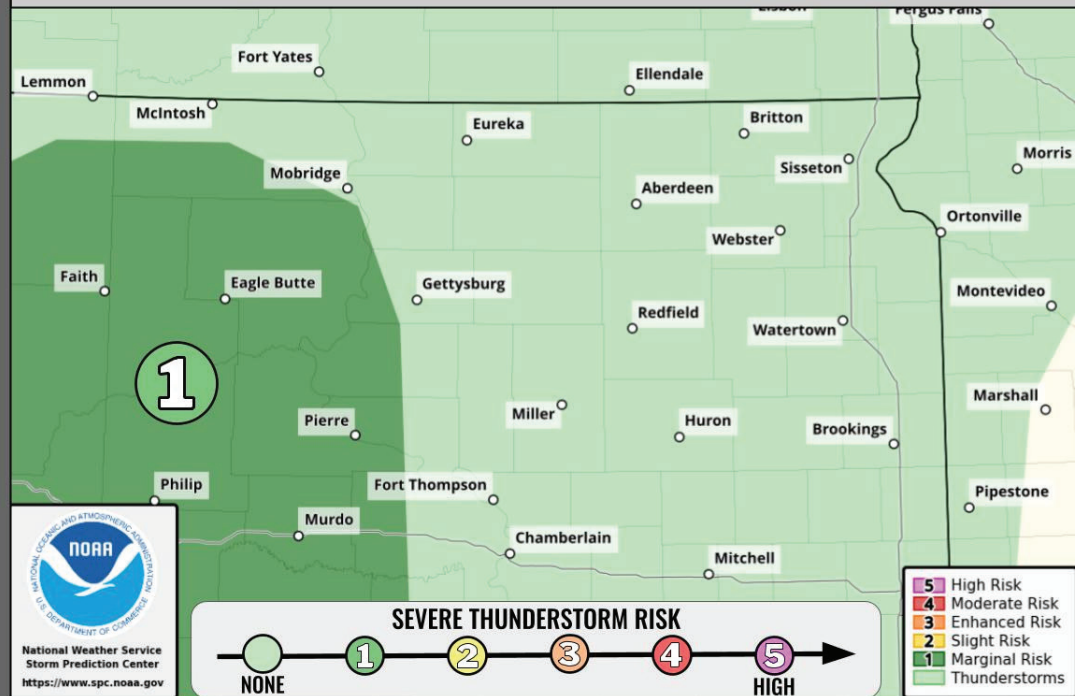 Lisbon
Fergus Falls
Fort Yates
Lemmon
Ellendale
McIntosh
Eureka
Britton
Sisseton
Morris
Mobridge
Aberdeen
Ortonville
Webster
Faith
Eagle Butte
Gettysburg
Montevideo
Redfield
Watertown
1
Marshall
Pierre
Miller
Huron
Brookings
Philip
Fort Thompson
Pipestone
Murdo
Chamberlain
Mitchell
NATIONAL OCEANIC AND ATMOSPHERIC ADMINISTRATION
NOAA
U.S. DEPARTMENT OF COMMERCE
National Weather Service
Storm Prediction Center
https://www.spc.noaa.gov
SEVERE THUNDERSTORM RISK
1 2 3 4 5
NONE HIGH
5 High Risk
4 Moderate Risk
3 Enhanced Risk
2 Slight Risk
1 Marginal Risk
Thunderstorms